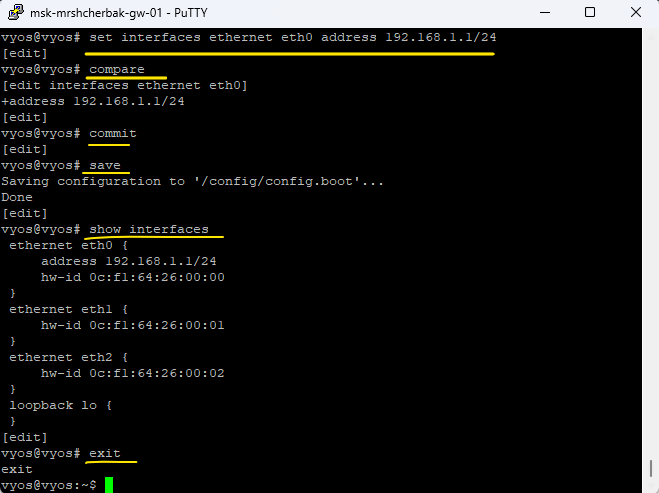 msk-mrshcherbak-gw-01 - PuTTY
vyos@vyos# set interfaces ethernet eth0 address 192.168.1.1/24
[edit]
vyos@vyos# compare
[edit interfaces ethernet eth0]
+address 192.168.1.1/24
[edit]
vyos@vyos# commit
[edit]
vyos@vyos# save
Saving configuration to '/config/config.boot'...
Done
[edit]
vyos@vyos# show interfaces
 ethernet eth0 {
     address 192.168.1.1/24
     hw-id 0c:f1:64:26:00:00
 }
 ethernet eth1 {
     hw-id 0c:f1:64:26:00:01
 }
 ethernet eth2 {
     hw-id 0c:f1:64:26:00:02
 }
 loopback lo {
 }
[edit]
vyos@vyos# exit
exit
vyos@vyos:~$